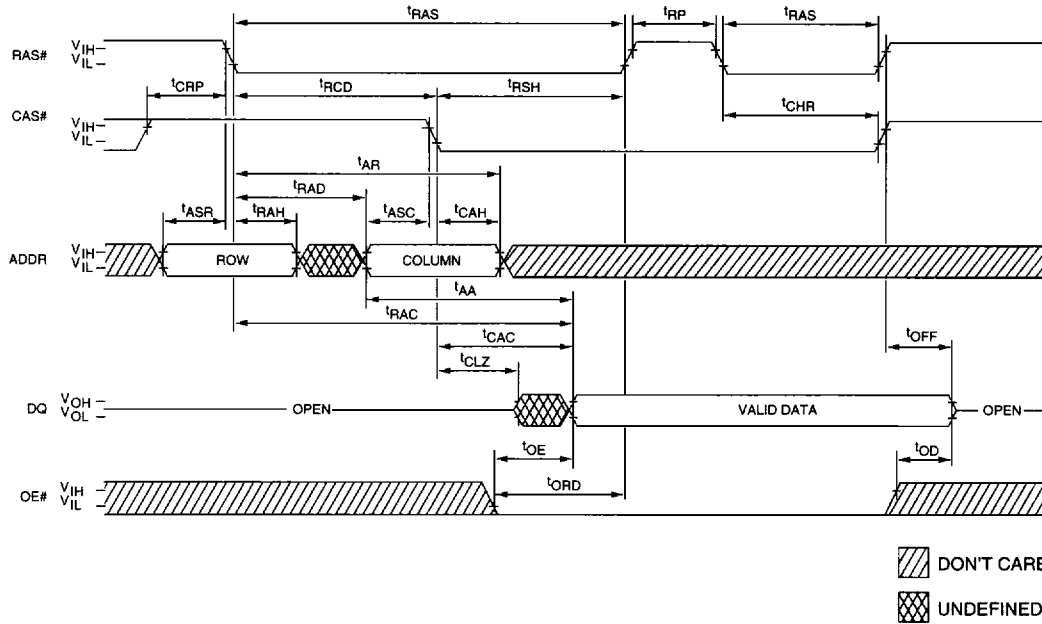 tRAS tRP tRAS
RAS# VIH VIL
tCRP tRCD tRSH
tCHR
CAS# VIH VIL
tAR
tRAD
tASR tRAH tASC tCAH
ADDR VIH VIL ROW COLUMN
tAA
tRAC
tCAC
tOFF
tCLZ
DQ VOH VOL OPEN VALID DATA OPEN
tOE
tOD
tORD
OE# VIH VIL
DON'T CARE
UNDEFINED